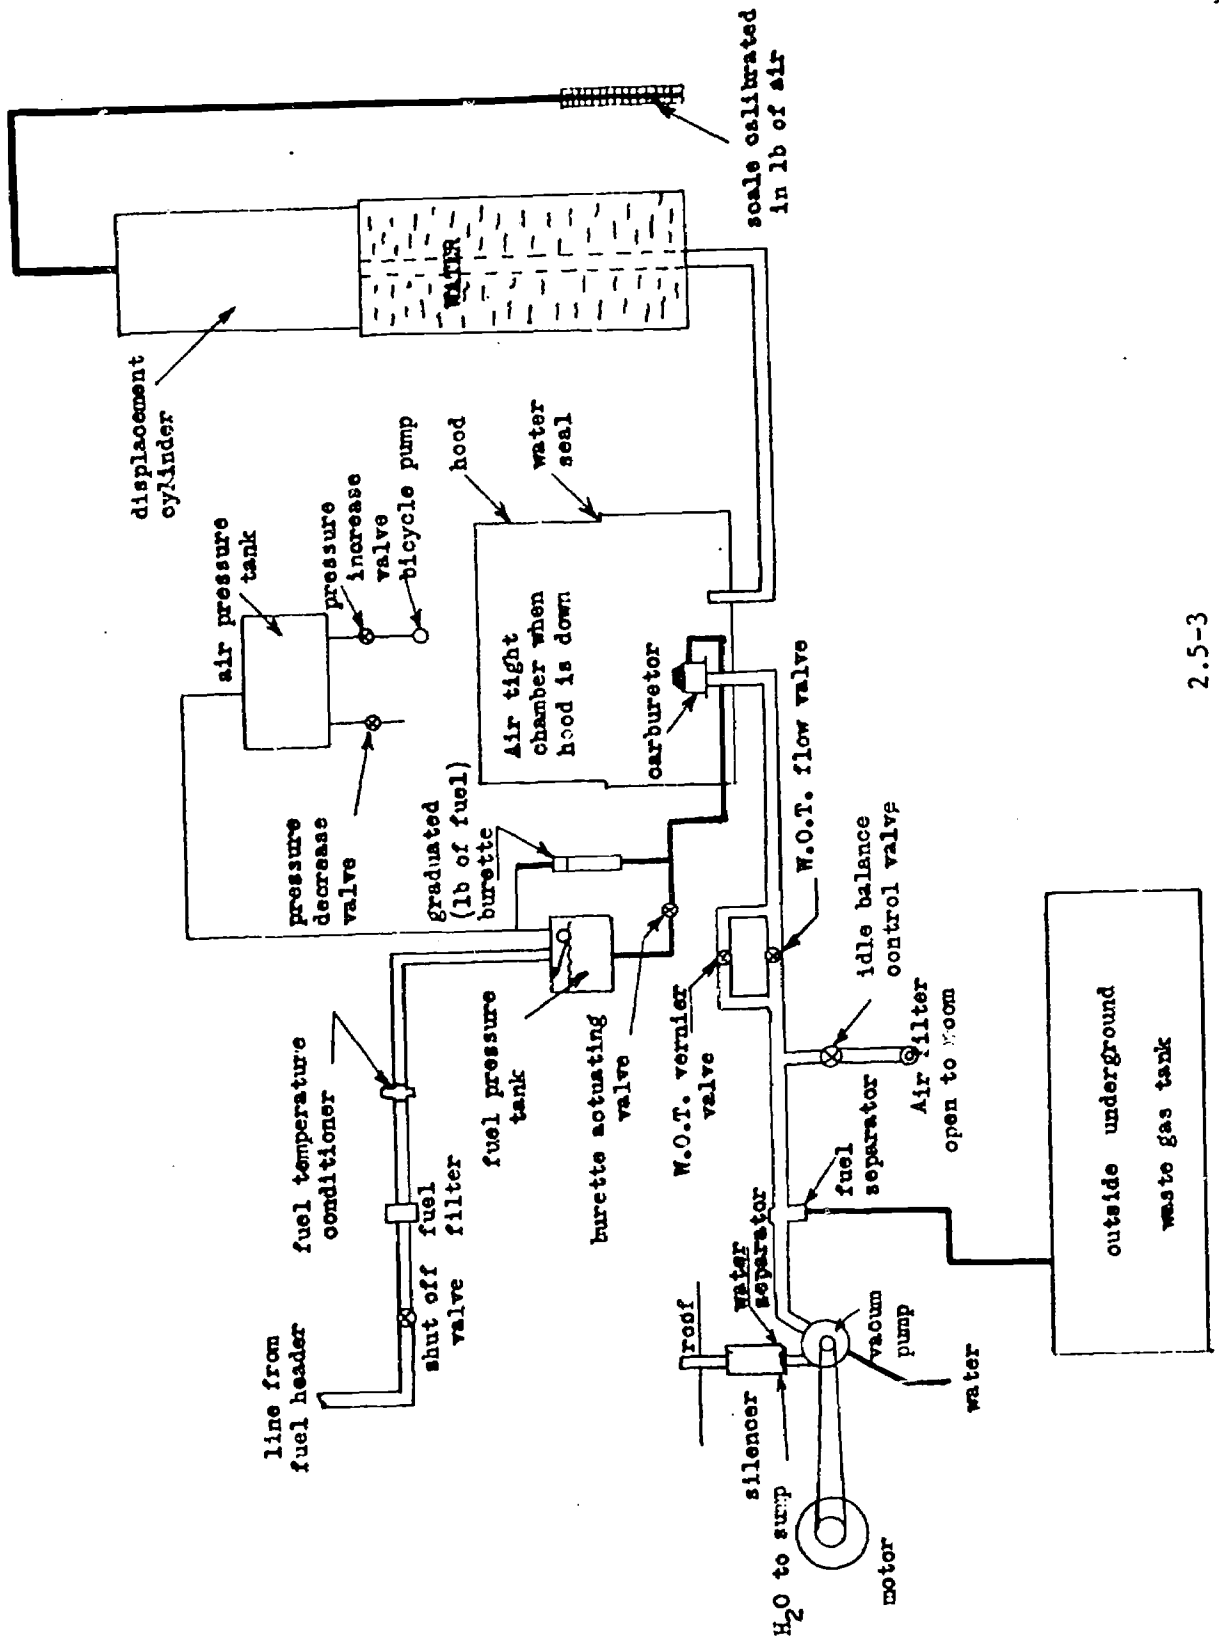 line from
fuel header
shut off
valve
fuel
filter
fuel temperature
conditioner
fuel pressure
tank
burette actuating
valve
graduated
(lb of fuel)
burette
pressure
decrease
valve
air pressure
tank
pressure
increase
valve
bicycle pump
displacement
cylinder
WATER
scale calibrated
in lb of air
hood
water
seal
Air tight
chamber when
hood is down
carburetor
W.O.T. flow valve
W.O.T. vernier
valve
idle balance
control valve
Air filter
open to room
fuel
separator
water
separator
roof
silencer
H2O to sump
motor
vacum
pump
water
outside underground
waste gas tank
2.5-3